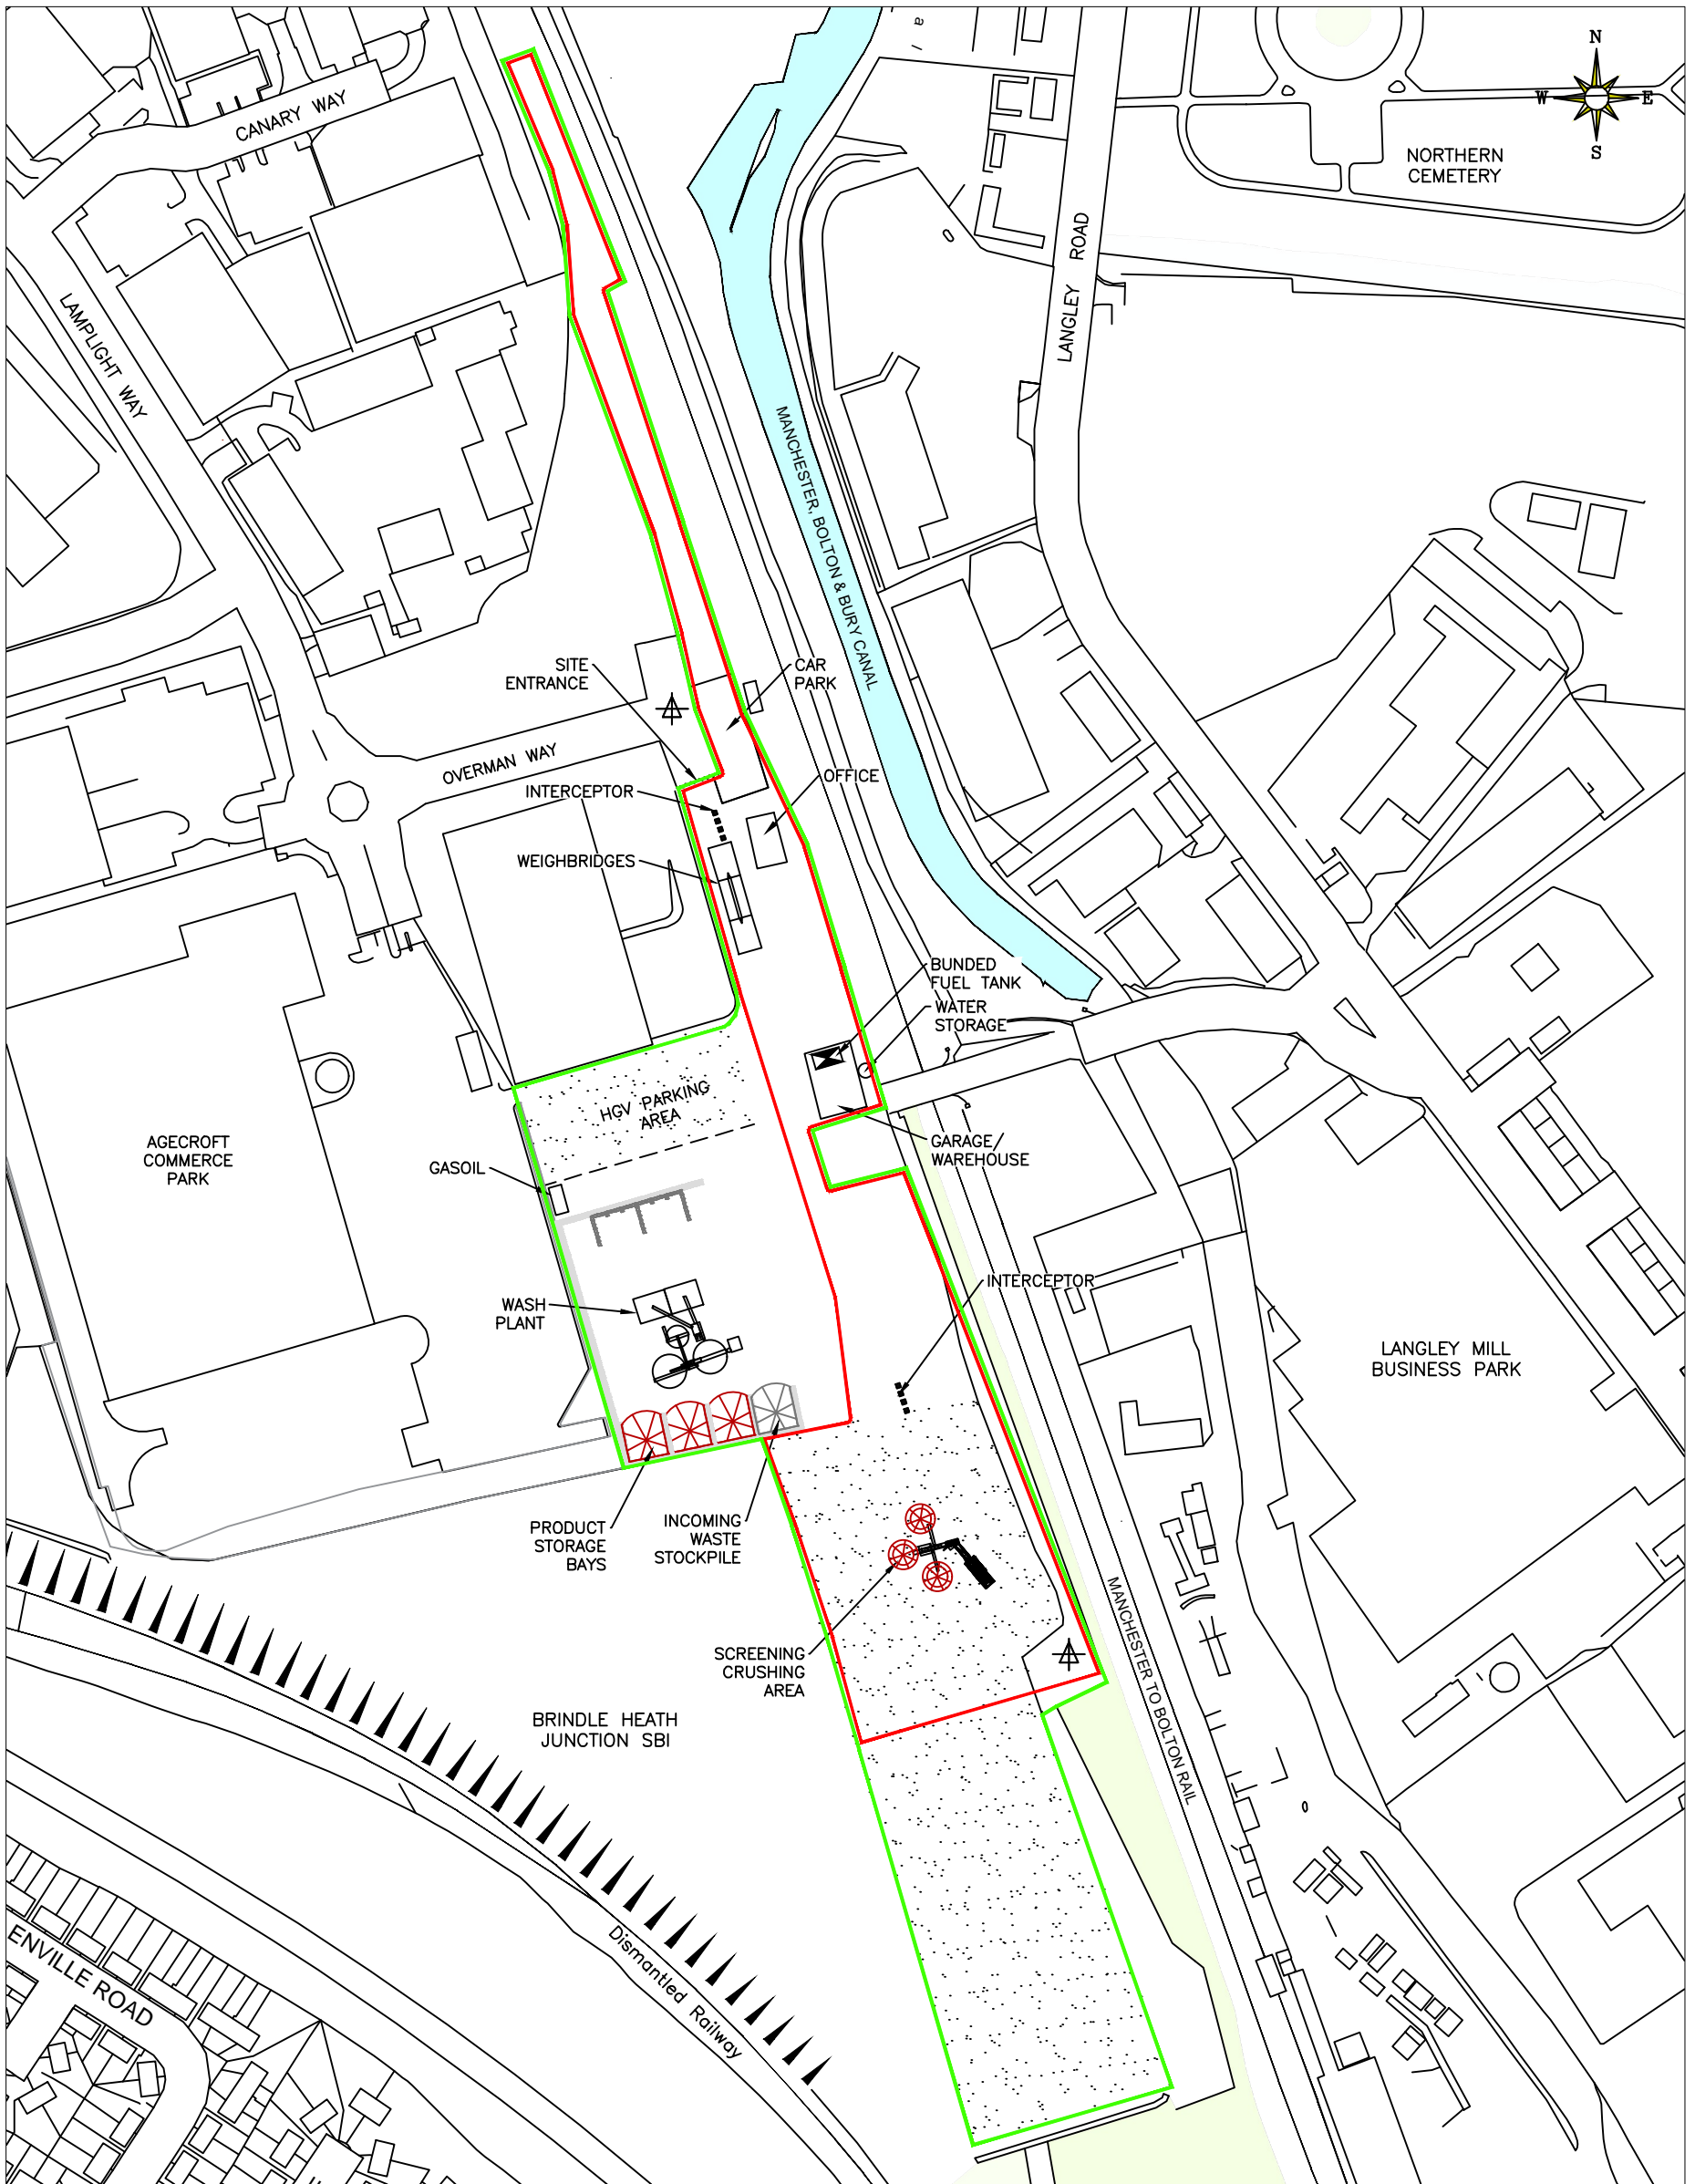 CANARY WAY
N
W
E
S
NORTHERN
CEMETERY
LANGLEY ROAD
LAMPLIGHT WAY
MANCHESTER, BOLTON & BURY CANAL
SITE
ENTRANCE
CAR
PARK
OVERMAN WAY
OFFICE
INTERCEPTOR
WEIGHBRIDGES
BUNDED
FUEL TANK
WATER
STORAGE
HGV PARKING
AREA
AGECROFT
COMMERCE
PARK
GASOIL
GARAGE/
WAREHOUSE
INTERCEPTOR
WASH
PLANT
LANGLEY MILL
BUSINESS PARK
PRODUCT
STORAGE
BAYS
INCOMING
WASTE
STOCKPILE
SCREENING
CRUSHING
AREA
MANCHESTER TO BOLTON RAIL
BRINDLE HEATH
JUNCTION SBI
Dismantled Railway
ENVILLE ROAD